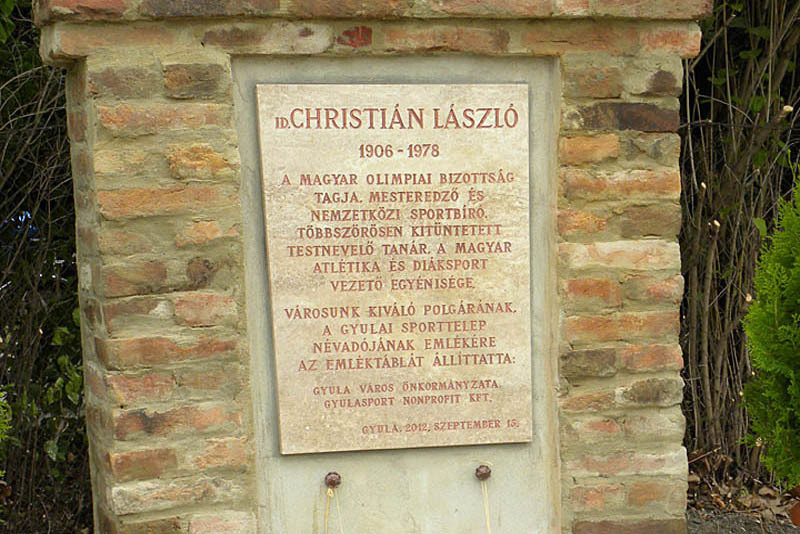 ID.CHRISTIÁN LÁSZLÓ
1906 - 1978
A MAGYAR OLIMPIAI BIZOTTSÁG
TAGJA, MESTEREDZŐ ÉS
NEMZETKÖZI SPORTBÍRÓ,
TÖBBSZÖRÖSEN KITÜNTETETT
TESTNEVELŐ TANÁR, A MAGYAR
ATLÉTIKA ÉS DIÁKSPORT
VEZETŐ EGYÉNISÉGE.
VÁROSUNK KIVÁLÓ POLGÁRÁNAK,
A GYULAI SPORTTELEP
NÉVADÓJÁNAK EMLÉKÉRE
AZ EMLÉKTÁBLÁT ÁLLÍTTATTA:
GYULA VÁROS ÖNKORMÁNYZATA,
GYULASPORT NONPROFIT KFT.
GYULA, 2012, SZEPTEMBER 15.